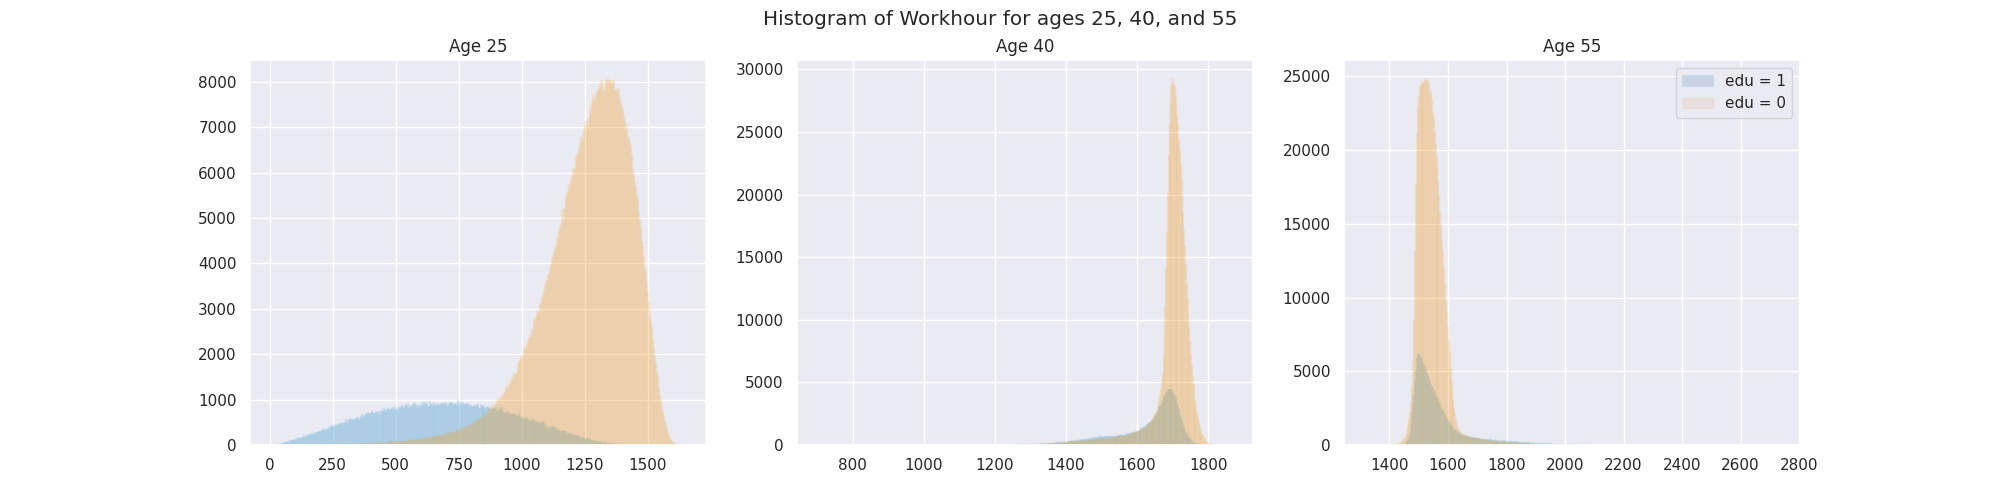 Histogram of Workhour for ages 25, 40, and 55
Age 25
8000
7000
6000
5000
4000
3000
2000
1000
0
0 250 500 750 1000 1250 1500
Age 40
30000
25000
20000
15000
10000
5000
0
800 1000 1200 1400 1600 1800
Age 55
25000
20000
15000
10000
5000
0
1400 1600 1800 2000 2200 2400 2600 2800
edu = 1
edu = 0